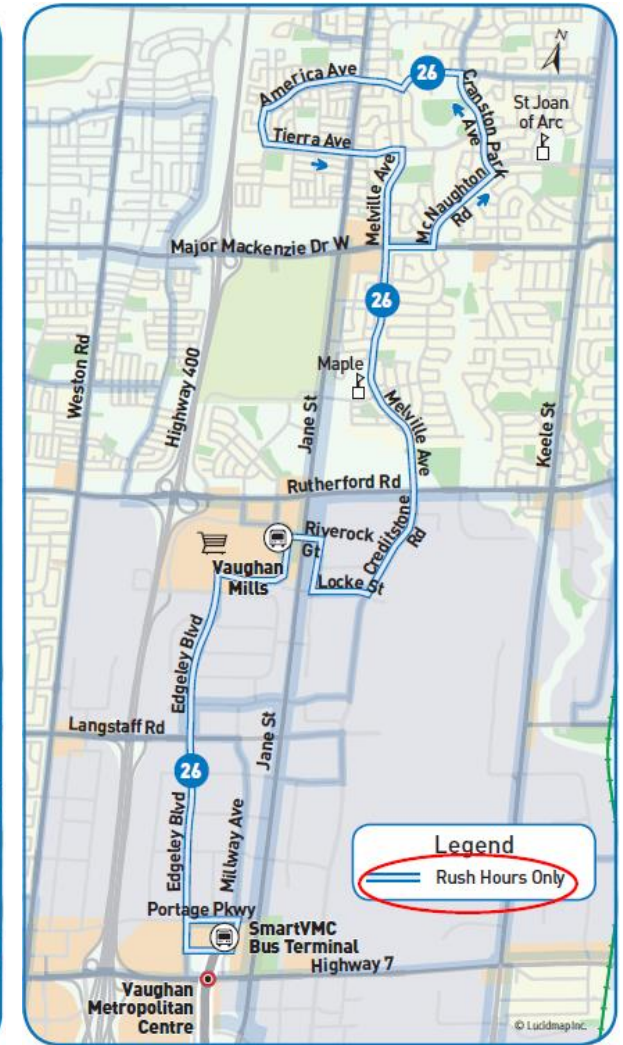 N
America Ave
26
Cranston Park
Ave
St Joan
of Arc
Tierra Ave
Melville Ave
McNaughton
Rd
Major Mackenzie Dr W
26
Weston Rd
Highway 400
Maple
Jane St
Melville Ave
Keele St
Rutherford Rd
Riverock
Gt
Creditstone
Rd
Vaughan
Mills
Locke St
Edgeley Blvd
Langstaff Rd
Jane St
26
Edgeley Blvd
Millway Ave
Legend
Rush Hours Only
Portage Pkwy
SmartVMC
Bus Terminal
Highway 7
Vaughan
Metropolitan
Centre
© Lucidmap Inc.